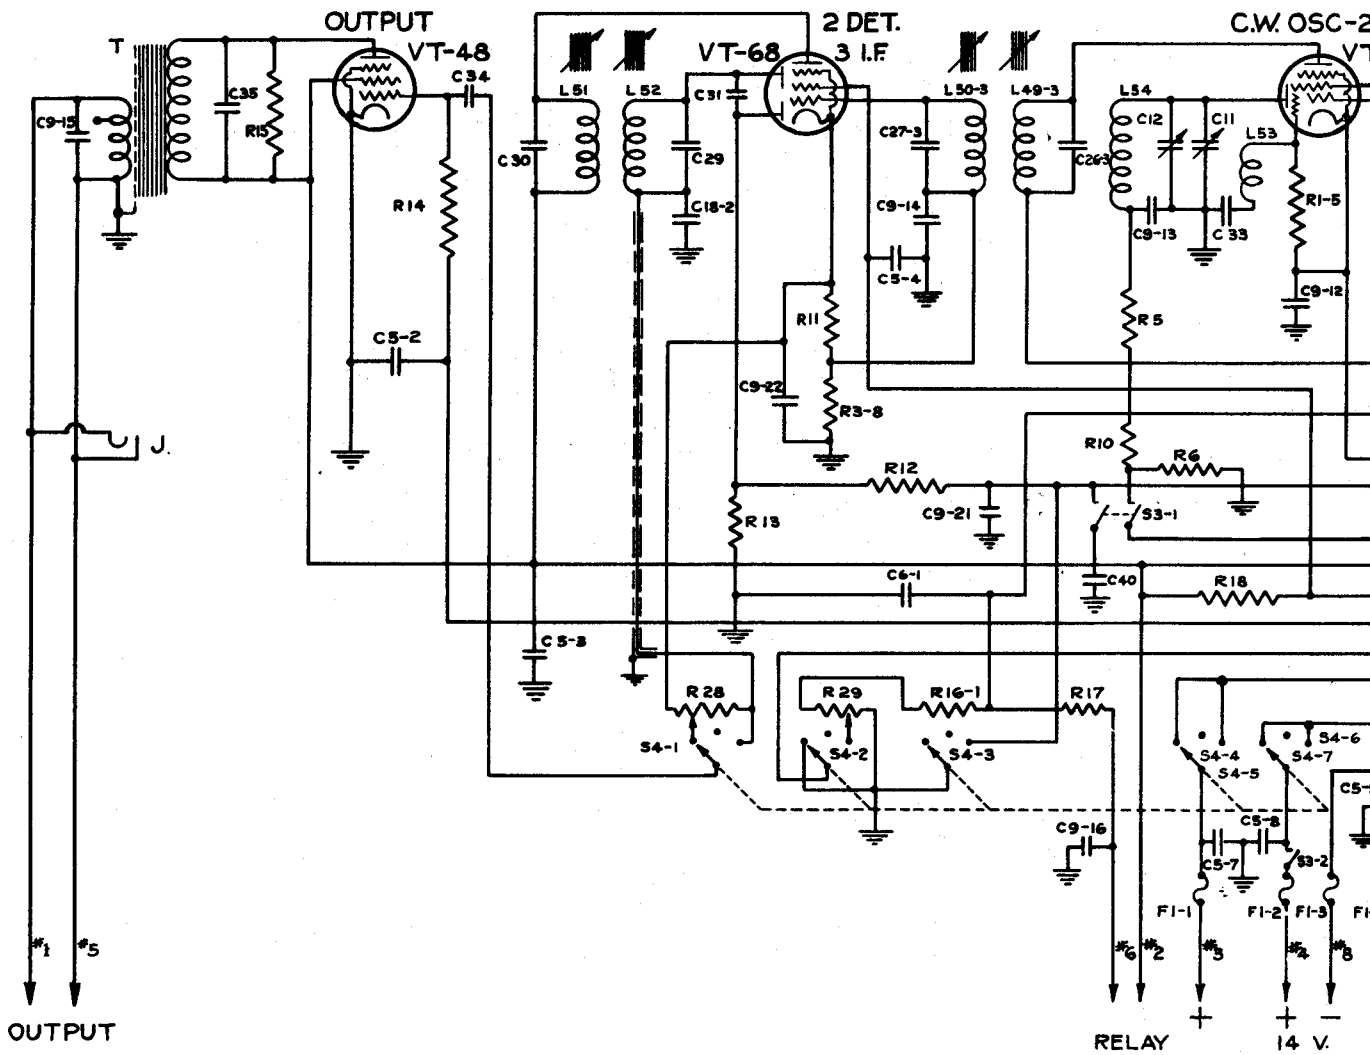 OUTPUT
2 DET.
C.W. OSC-2
T
VT-48
VT-68
3 I.F.
VT
C34
L51
L52
C31
L50-3
L49-3
L54
C12
C11
C35
C9-15
R15
C27-3
L53
C30
C29
C26-3
R14
C18-2
C9-14
C9-13
C33
R1-5
C5-4
C9-12
R11
R5
C5-2
C9-22
R3-8
R10
J.
R6
R12
R13
C9-21
S3-1
C6-1
C40
R18
C5-3
R28
R29
R16-1
R17
S4-1
S4-2
S4-3
S4-4
S4-5
S4-7
S4-6
C5-
C9-16
C5-8
C5-7
S3-2
F1-1
F1-2
F1-3
F1-
#1
#5
#6
#2
#3
#4
#8
OUTPUT
RELAY
+
+
–
14 V.